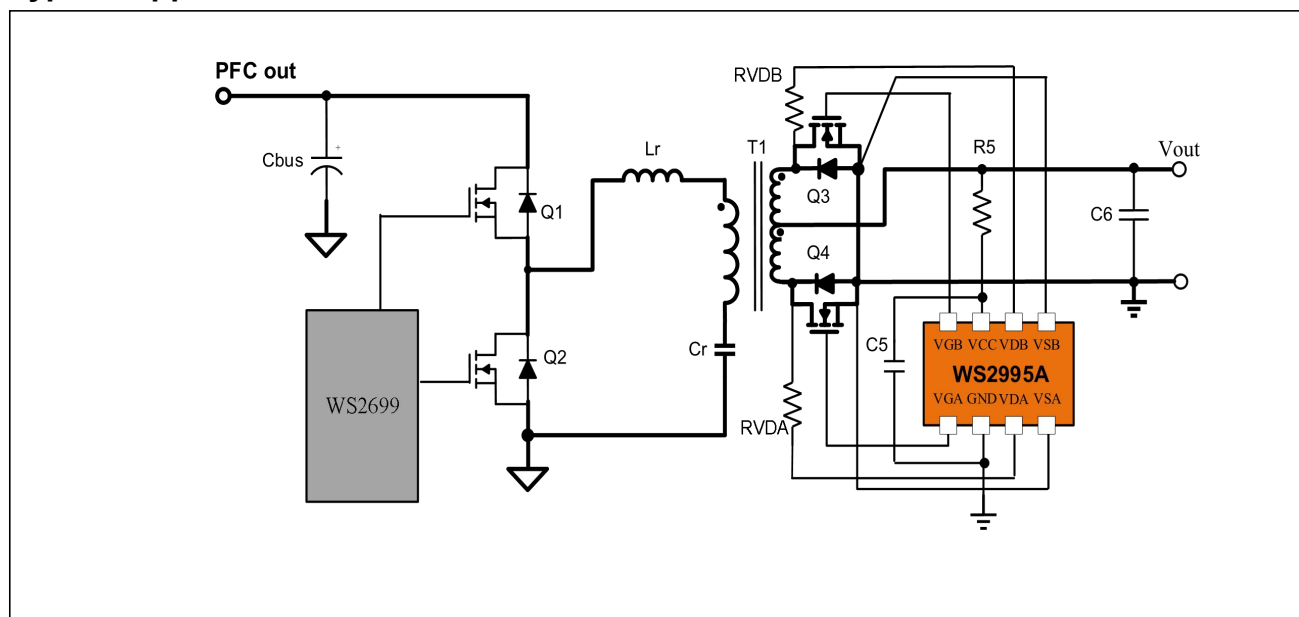 PFC out
Cbus
Q1
Q2
WS2699
Lr
Cr
T1
RVDB
Q3
Q4
RVDA
R5
Vout
C6
C5
VGB VCC VDB VSB
WS2995A
VGA GND VDA VSA